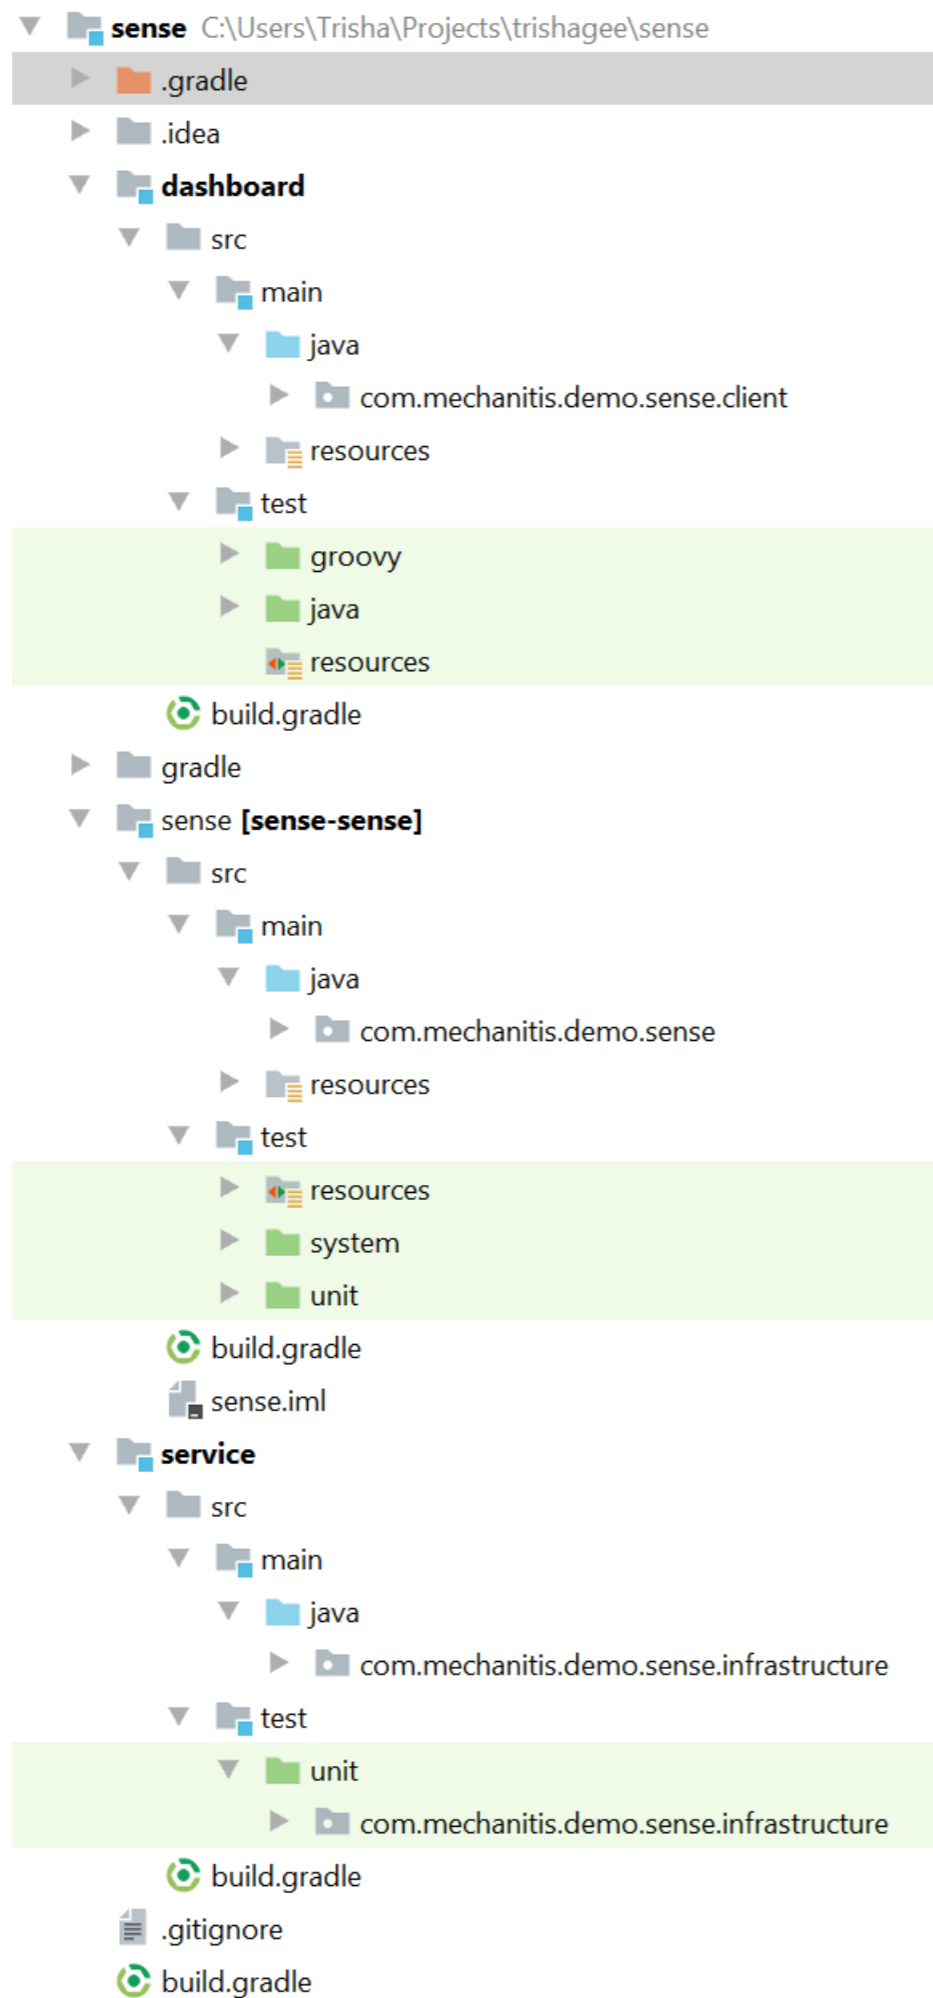 sense C:\Users\Trisha\Projects\trishagee\sense
.gradle
.idea
dashboard
src
main
java
com.mechanitis.demo.sense.client
resources
test
groovy
java
resources
build.gradle
gradle
sense [sense-sense]
src
main
java
com.mechanitis.demo.sense
resources
test
resources
system
unit
build.gradle
sense.iml
service
src
main
java
com.mechanitis.demo.sense.infrastructure
test
unit
com.mechanitis.demo.sense.infrastructure
build.gradle
.gitignore
build.gradle